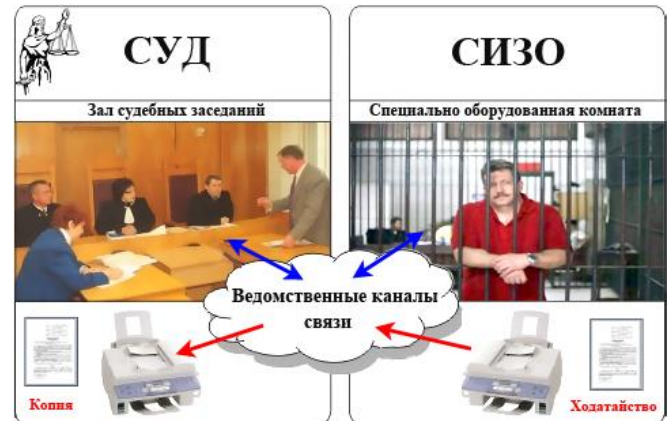 СУД
СИЗО
Зал судебных заседаний
Специально оборудованная комната
Ведомственные каналы
связи
Копия
Ходатайство